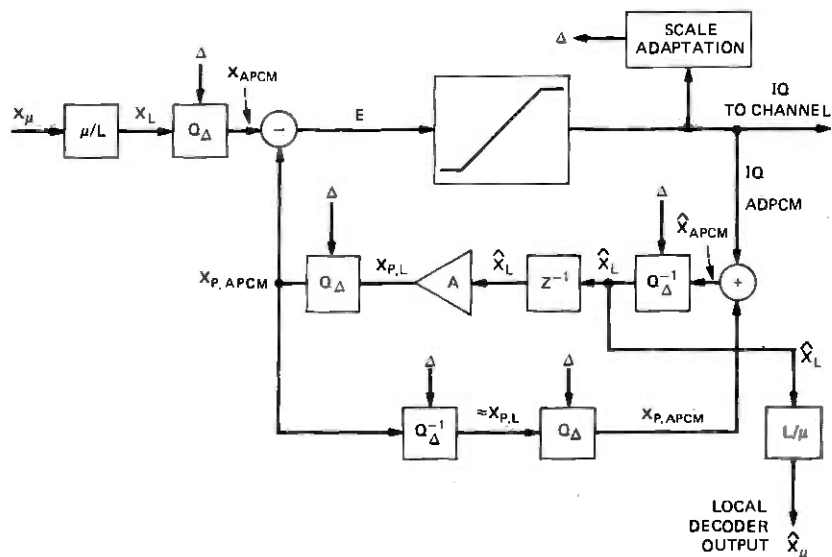 Δ
SCALE
ADAPTATION
Δ
X_APCM
X_μ
μ/L
X_L
Q_Δ
−
E
IQ
TO CHANNEL
IQ
ADPCM
Δ
Δ
X̂_APCM
X_P,APCM
Q_Δ
X_P,L
A
X̂_L
Z⁻¹
X̂_L
Q_Δ⁻¹
+
X̂_L
Δ
Δ
Q_Δ⁻¹
≈X_P,L
Q_Δ
X_P,APCM
L/μ
LOCAL
DECODER
OUTPUT X̂_μ